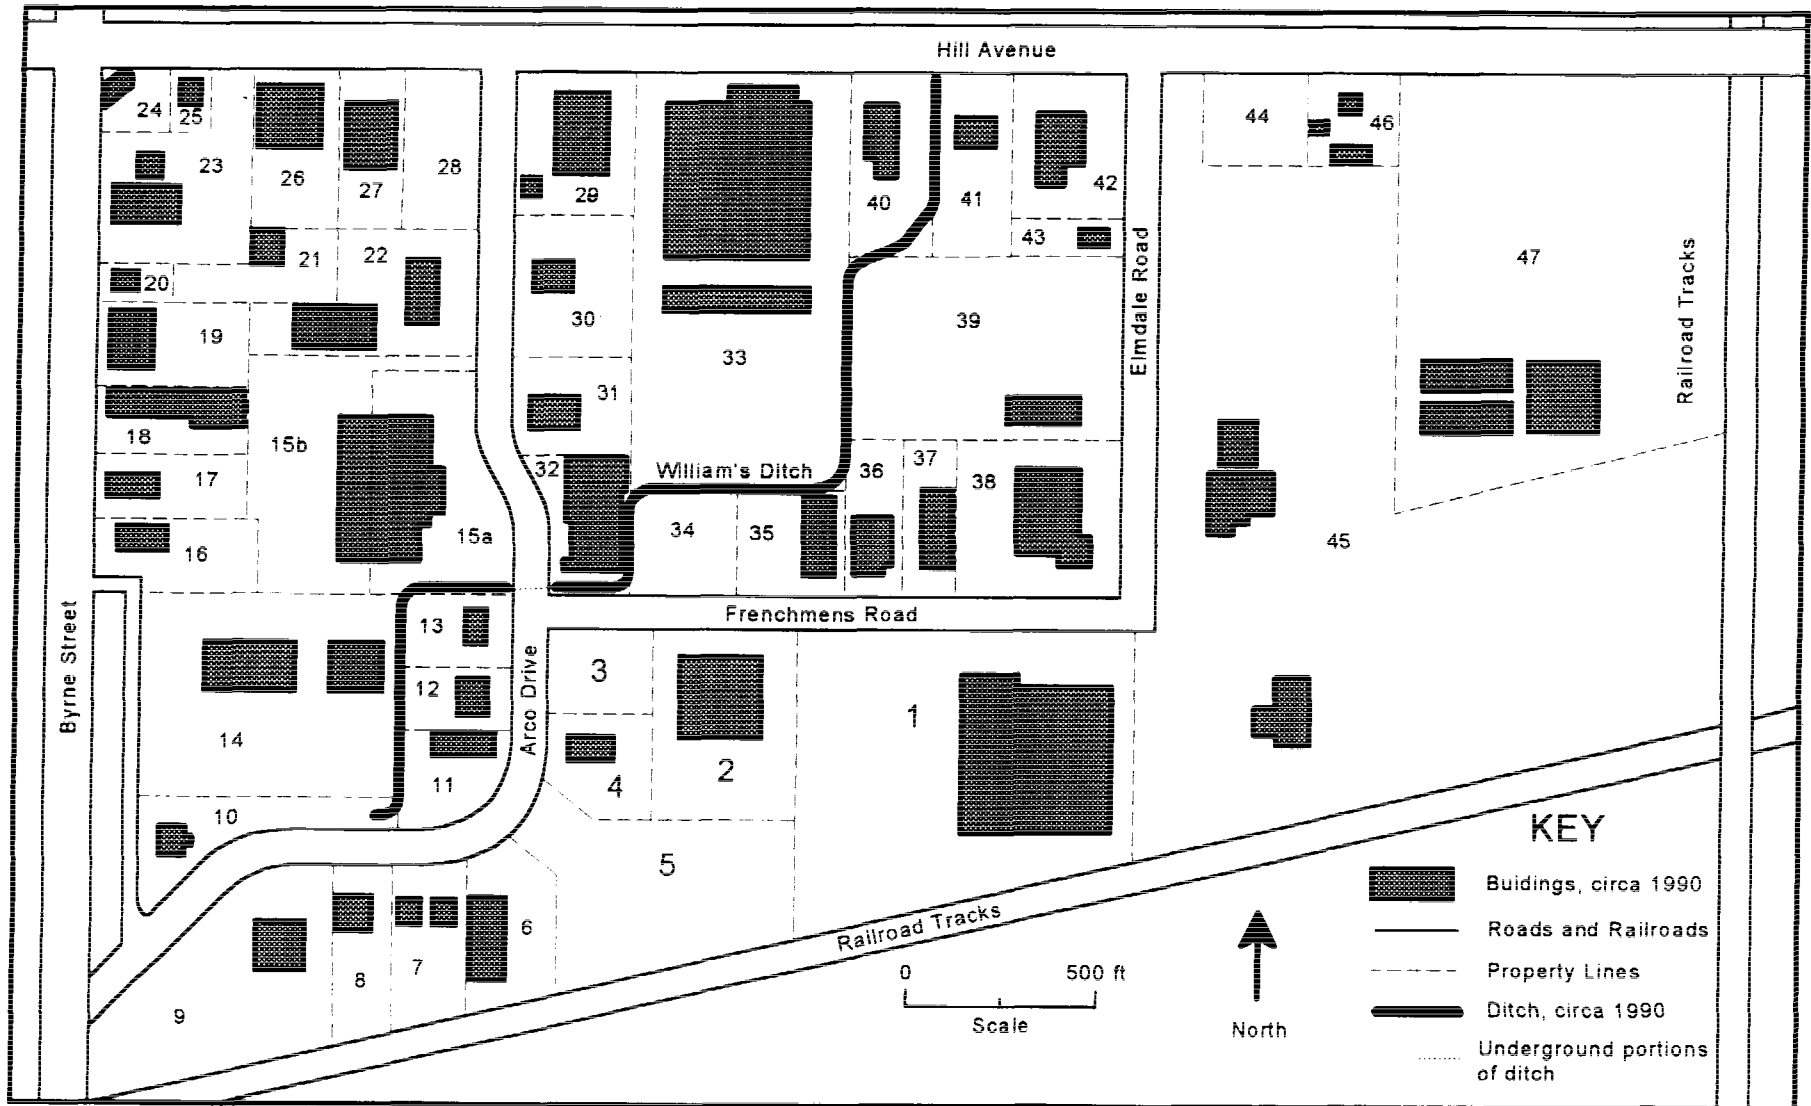 Hill Avenue
24
25
44
46
23
26
27
28
29
40
41
42
43
21
22
47
20
30
39
19
33
31
18
15b
32
William's Ditch
36
37
17
38
34
35
15a
16
45
Byrne Street
Elmdale Road
Railroad Tracks
Frenchmens Road
13
3
12
Arco Drive
1
14
2
11
4
10
5
KEY
Buidings, circa 1990
6
Railroad Tracks
Roads and Railroads
7
8
0 500 ft
Property Lines
9
Scale
North
Ditch, circa 1990
Underground portions
of ditch